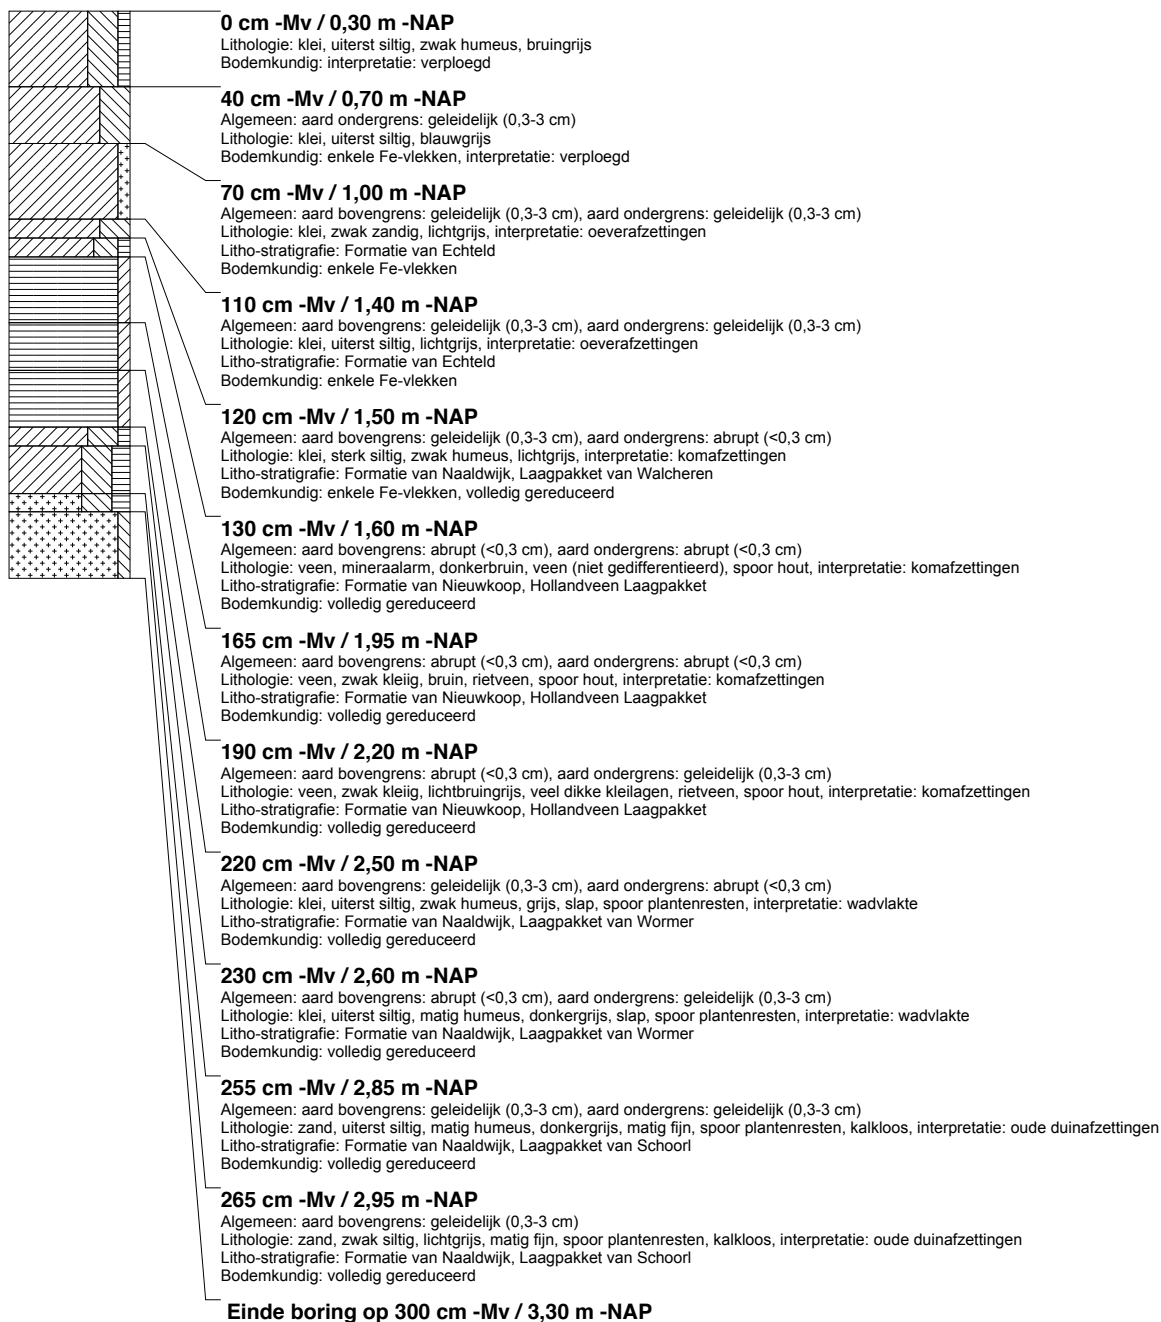 0 cm -Mv / 0,30 m -NAP
Lithologie: klei, uiterst siltig, zwak humeus, bruingrijs
Bodemkundig: interpretatie: verploegd
40 cm -Mv / 0,70 m -NAP
Algemeen: aard ondergrens: geleidelijk (0,3-3 cm)
Lithologie: klei, uiterst siltig, blauwgrijs
Bodemkundig: enkele Fe-vlekken, interpretatie: verploegd
70 cm -Mv / 1,00 m -NAP
Algemeen: aard bovengrens: geleidelijk (0,3-3 cm), aard ondergrens: geleidelijk (0,3-3 cm)
Lithologie: klei, zwak zandig, lichtgrijs, interpretatie: oeverafzettingen
Litho-stratigrafie: Formatie van Echteld
Bodemkundig: enkele Fe-vlekken
110 cm -Mv / 1,40 m -NAP
Algemeen: aard bovengrens: geleidelijk (0,3-3 cm), aard ondergrens: geleidelijk (0,3-3 cm)
Lithologie: klei, uiterst siltig, lichtgrijs, interpretatie: oeverafzettingen
Litho-stratigrafie: Formatie van Echteld
Bodemkundig: enkele Fe-vlekken
120 cm -Mv / 1,50 m -NAP
Algemeen: aard bovengrens: geleidelijk (0,3-3 cm), aard ondergrens: abrupt (<0,3 cm)
Lithologie: klei, sterk siltig, zwak humeus, lichtgrijs, interpretatie: komafzettingen
Litho-stratigrafie: Formatie van Naaldwijk, Laagpakket van Walcheren
Bodemkundig: enkele Fe-vlekken, volledig gereduceerd
130 cm -Mv / 1,60 m -NAP
Algemeen: aard bovengrens: abrupt (<0,3 cm), aard ondergrens: abrupt (<0,3 cm)
Lithologie: veen, mineraalarm, donkerbruin, veen (niet gedifferentieerd), spoor hout, interpretatie: komafzettingen
Litho-stratigrafie: Formatie van Nieuwkoop, Hollandveen Laagpakket
Bodemkundig: volledig gereduceerd
165 cm -Mv / 1,95 m -NAP
Algemeen: aard bovengrens: abrupt (<0,3 cm), aard ondergrens: abrupt (<0,3 cm)
Lithologie: veen, zwak kleiig, bruin, rietveen, spoor hout, interpretatie: komafzettingen
Litho-stratigrafie: Formatie van Nieuwkoop, Hollandveen Laagpakket
Bodemkundig: volledig gereduceerd
190 cm -Mv / 2,20 m -NAP
Algemeen: aard bovengrens: abrupt (<0,3 cm), aard ondergrens: geleidelijk (0,3-3 cm)
Lithologie: veen, zwak kleiig, lichtbruingrijs, veel dikke kleilagen, rietveen, spoor hout, interpretatie: komafzettingen
Litho-stratigrafie: Formatie van Nieuwkoop, Hollandveen Laagpakket
Bodemkundig: volledig gereduceerd
220 cm -Mv / 2,50 m -NAP
Algemeen: aard bovengrens: geleidelijk (0,3-3 cm), aard ondergrens: abrupt (<0,3 cm)
Lithologie: klei, uiterst siltig, zwak humeus, grijs, slap, spoor plantenresten, interpretatie: wadvlakte
Litho-stratigrafie: Formatie van Naaldwijk, Laagpakket van Wormer
Bodemkundig: volledig gereduceerd
230 cm -Mv / 2,60 m -NAP
Algemeen: aard bovengrens: abrupt (<0,3 cm), aard ondergrens: geleidelijk (0,3-3 cm)
Lithologie: klei, uiterst siltig, matig humeus, donkergrijs, slap, spoor plantenresten, interpretatie: wadvlakte
Litho-stratigrafie: Formatie van Naaldwijk, Laagpakket van Wormer
Bodemkundig: volledig gereduceerd
255 cm -Mv / 2,85 m -NAP
Algemeen: aard bovengrens: geleidelijk (0,3-3 cm), aard ondergrens: geleidelijk (0,3-3 cm)
Lithologie: zand, uiterst siltig, matig humeus, donkergrijs, matig fijn, spoor plantenresten, kalkloos, interpretatie: oude duinafzettingen
Litho-stratigrafie: Formatie van Naaldwijk, Laagpakket van Schoorl
Bodemkundig: volledig gereduceerd
265 cm -Mv / 2,95 m -NAP
Algemeen: aard bovengrens: geleidelijk (0,3-3 cm)
Lithologie: zand, zwak siltig, lichtgrijs, matig fijn, spoor plantenresten, kalkloos, interpretatie: oude duinafzettingen
Litho-stratigrafie: Formatie van Naaldwijk, Laagpakket van Schoorl
Bodemkundig: volledig gereduceerd
Einde boring op 300 cm -Mv / 3,30 m -NAP